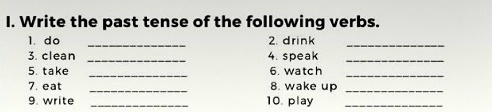 I. Write the past tense of the following verbs.
1. do ____________ 2. drink ____________
3. clean ____________ 4. speak ____________
5. take ____________ 6. watch ____________
7. eat ____________ 8. wake up ____________
9. write ____________ 10. play ____________